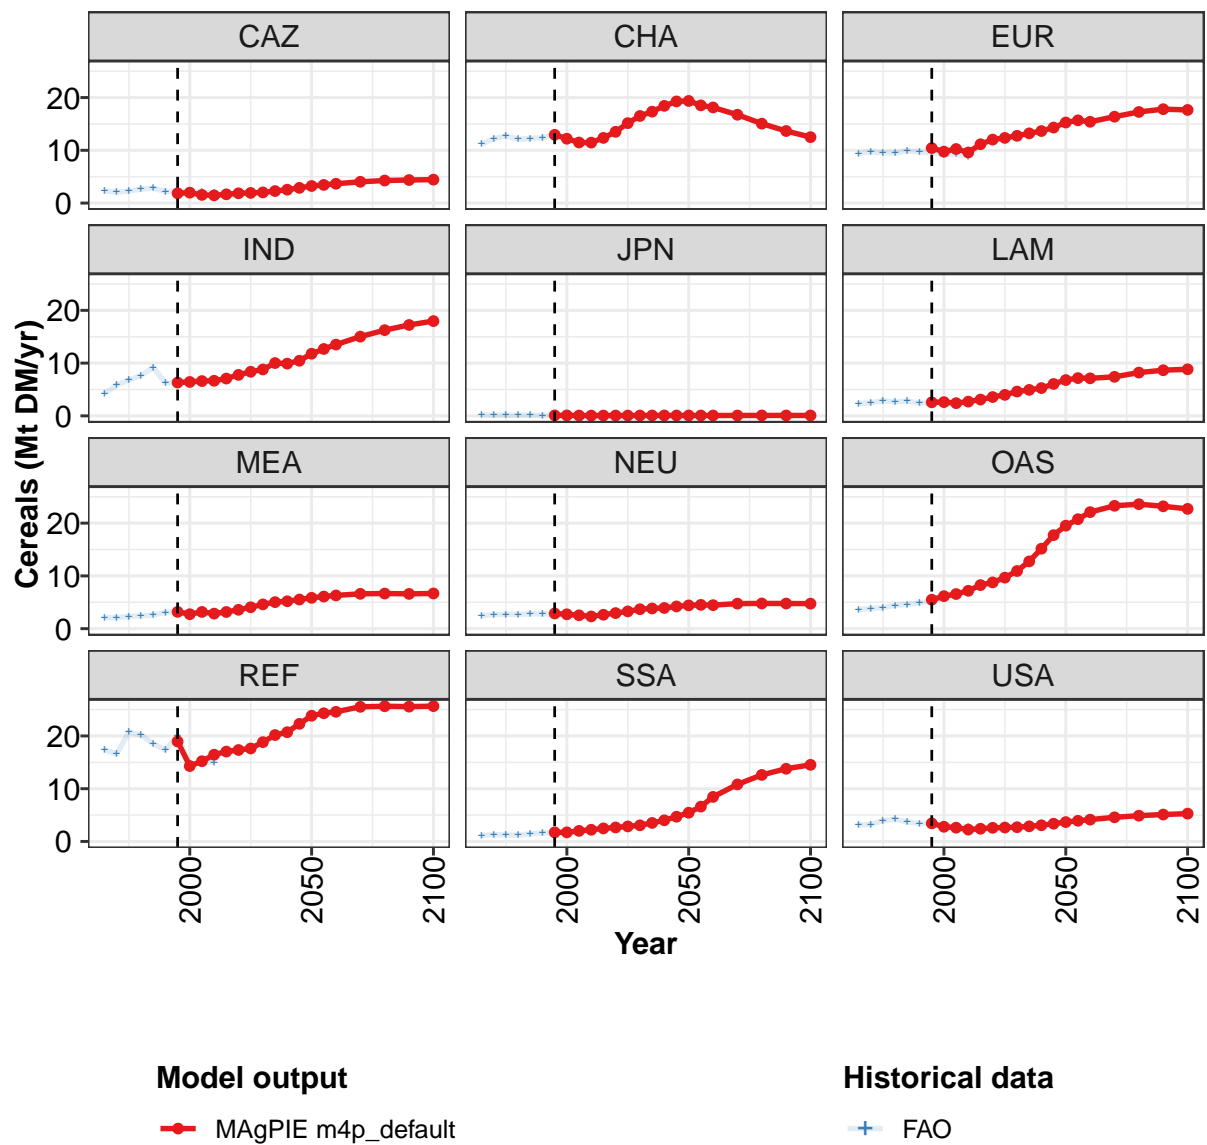 CAZ CHA EUR
20
10
0
IND JPN LAM
20
10
0
MEA NEU OAS
20
10
0
REF SSA USA
20
10
0
Cereals (Mt DM/yr)
2000 2050 2100 2000 2050 2100 2000 2050 2100
Year
Model output Historical data
MAgPIE m4p_default FAO